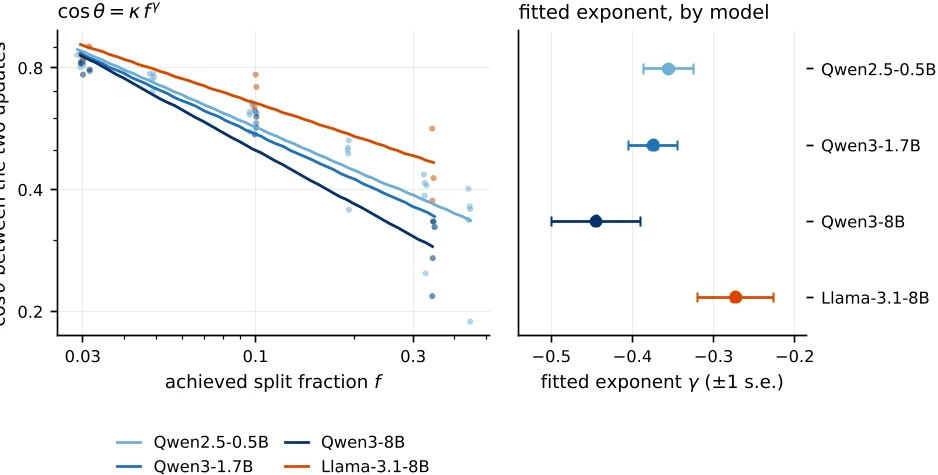 cos θ = κ f^γ
fitted exponent, by model
between the two updates
0.8
0.4
0.2
0.03
0.1
0.3
achieved split fraction f
Qwen2.5-0.5B
Qwen3-1.7B
Qwen3-8B
Llama-3.1-8B
−0.5
−0.4
−0.3
−0.2
fitted exponent γ (±1 s.e.)
Qwen2.5-0.5B
Qwen3-8B
Qwen3-1.7B
Llama-3.1-8B